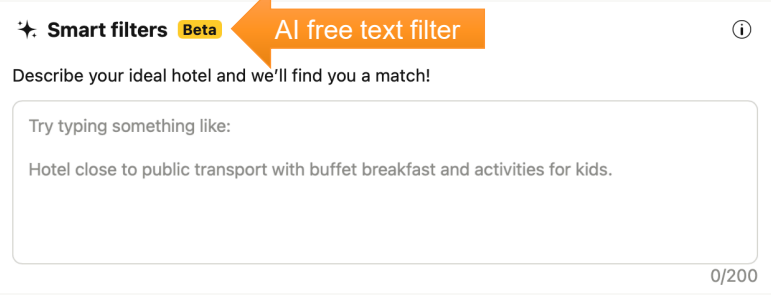 Smart filters Beta AI free text filter
Describe your ideal hotel and we'll find you a match!
Try typing something like:
Hotel close to public transport with buffet breakfast and activities for kids.
0/200